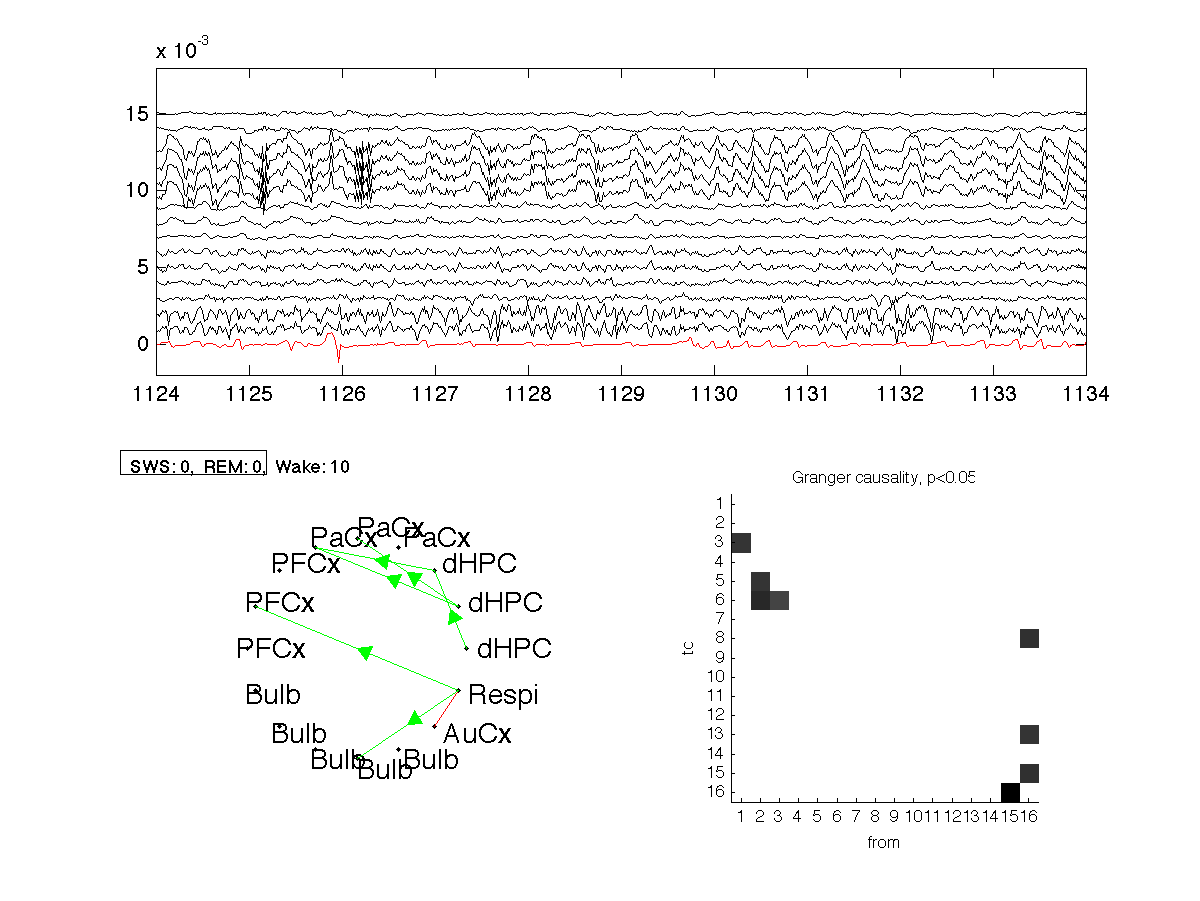 x 10-3
15
10
5
0
1124 1125 1126 1127 1128 1129 1130 1131 1132 1133 1134
SWS: 0, REM: 0, Wake: 10
Granger causality, p<0.05
PaCx
PaCx PaCx
PFCx dHPC
PFCx dHPC
PFCx dHPC
Bulb Respi
Bulb AuCx
Bulb Bulb
Bulb
1
2
3
4
5
6
7
8
9
10
11
12
13
14
15
16
to
1 2 3 4 5 6 7 8 9 10 11 12 13 14 15 16
from